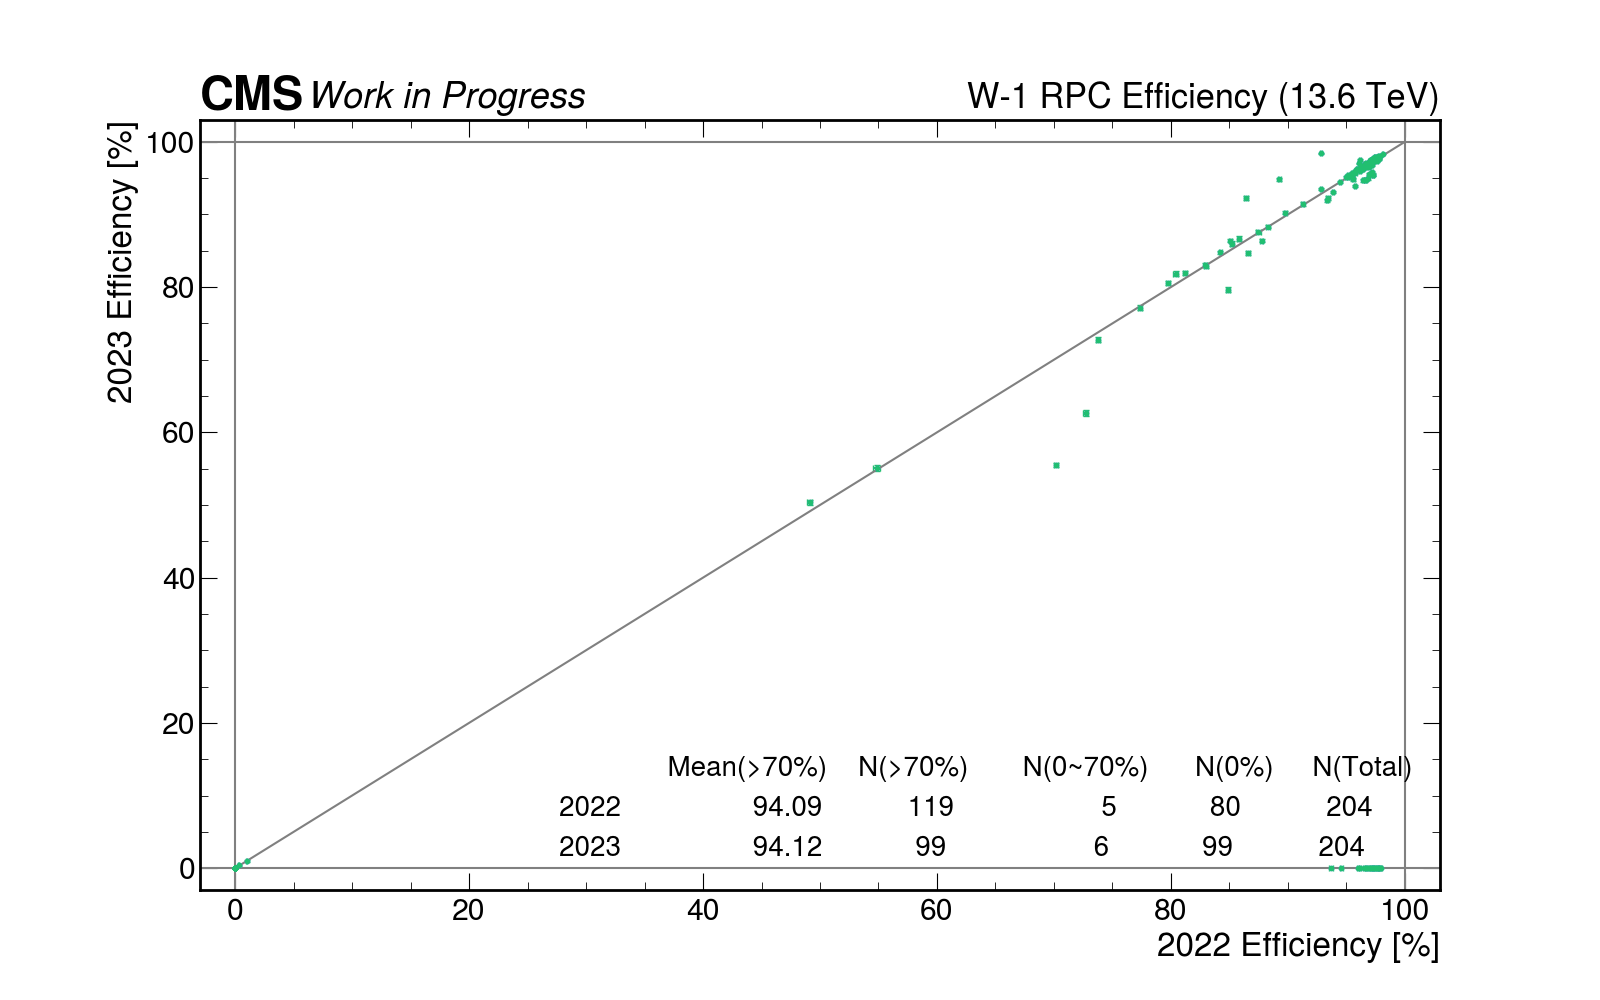 CMS Work in Progress
W-1 RPC Efficiency (13.6 TeV)
2023 Efficiency [%]
100
80
60
40
20
0
Mean(>70%) N(>70%) N(0~70%) N(0%) N(Total)
2022 94.09 119 5 80 204
2023 94.12 99 6 99 204
0 20 40 60 80 100
2022 Efficiency [%]